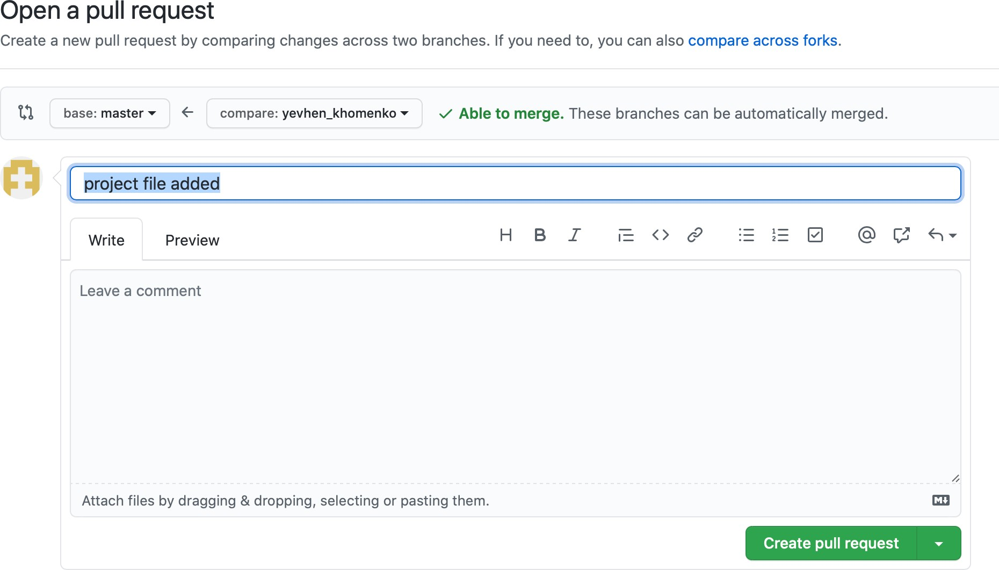 Open a pull request
Create a new pull request by comparing changes across two branches. If you need to, you can also compare across forks.
base: master
compare: yevhen_khomenko
Able to merge. These branches can be automatically merged.
project file added
Write
Preview
Leave a comment
Attach files by dragging & dropping, selecting or pasting them.
Create pull request